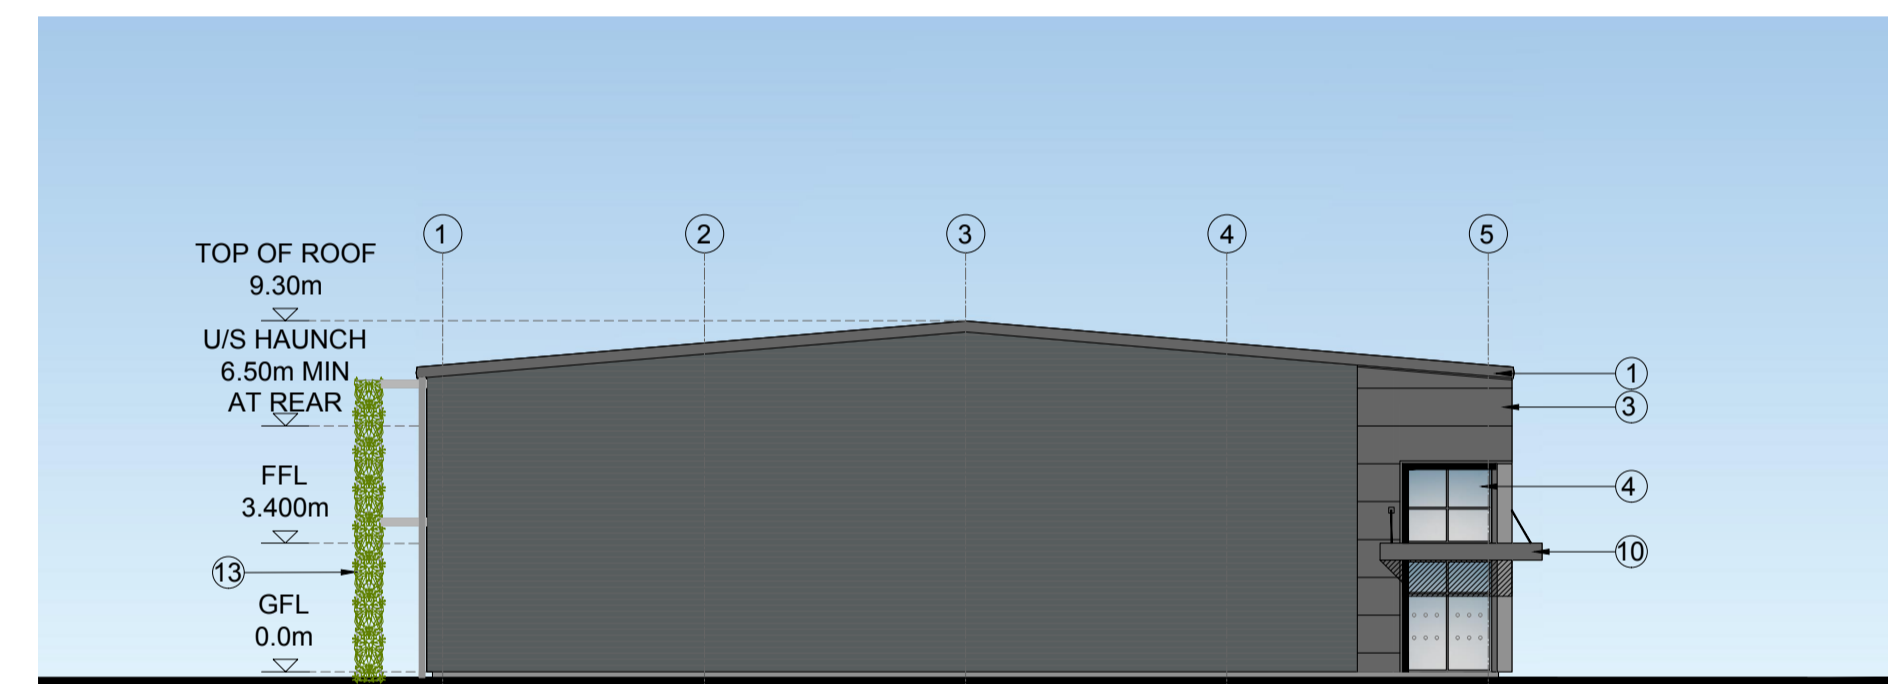 1
2
3
4
5
TOP OF ROOF
9.30m
U/S HAUNCH
6.50m MIN
AT REAR
FFL
3.400m
13
GFL
0.0m
1
3
4
10